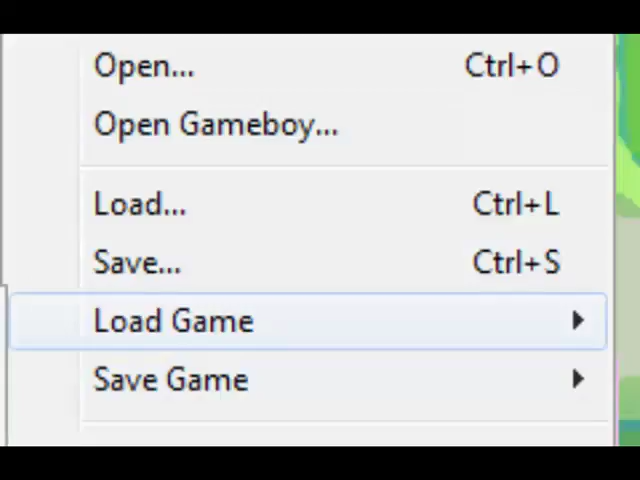 Open... Ctrl+O
Open Gameboy...
Load... Ctrl+L
Save... Ctrl+S
Load Game
Save Game